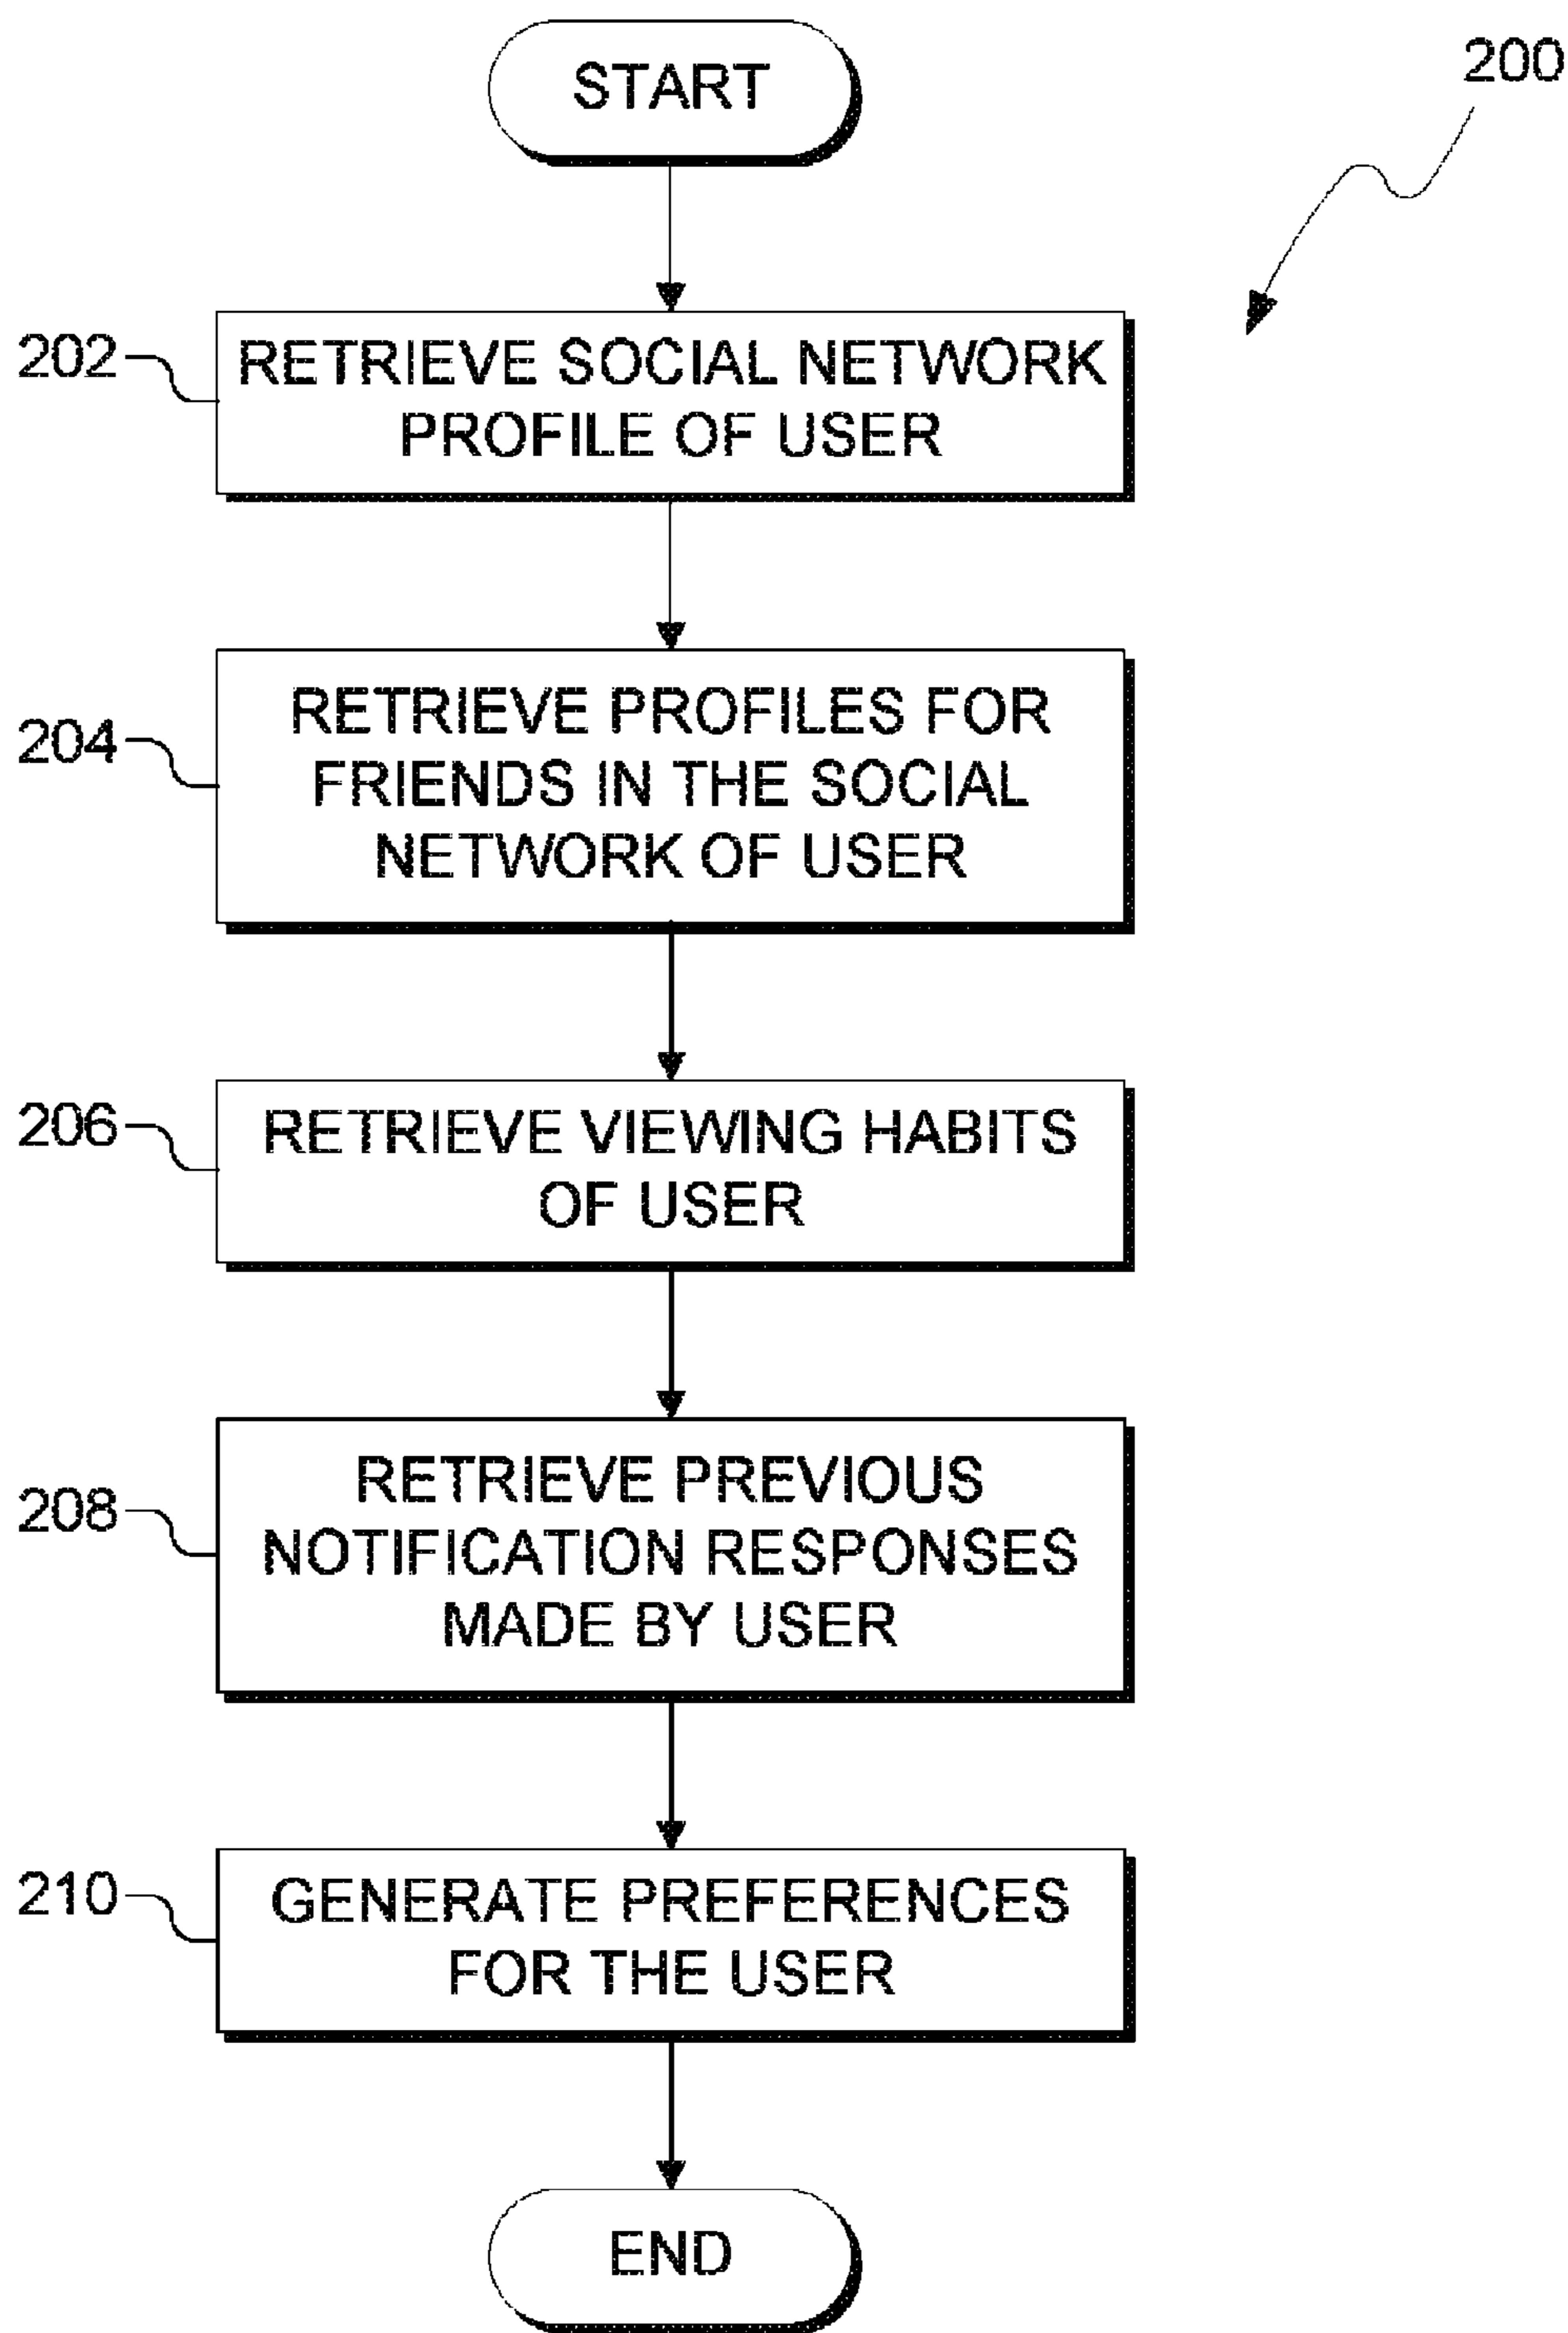 START
200
202
RETRIEVE SOCIAL NETWORK
PROFILE OF USER
204
RETRIEVE PROFILES FOR
FRIENDS IN THE SOCIAL
NETWORK OF USER
206
RETRIEVE VIEWING HABITS
OF USER
208
RETRIEVE PREVIOUS
NOTIFICATION RESPONSES
MADE BY USER
210
GENERATE PREFERENCES
FOR THE USER
END